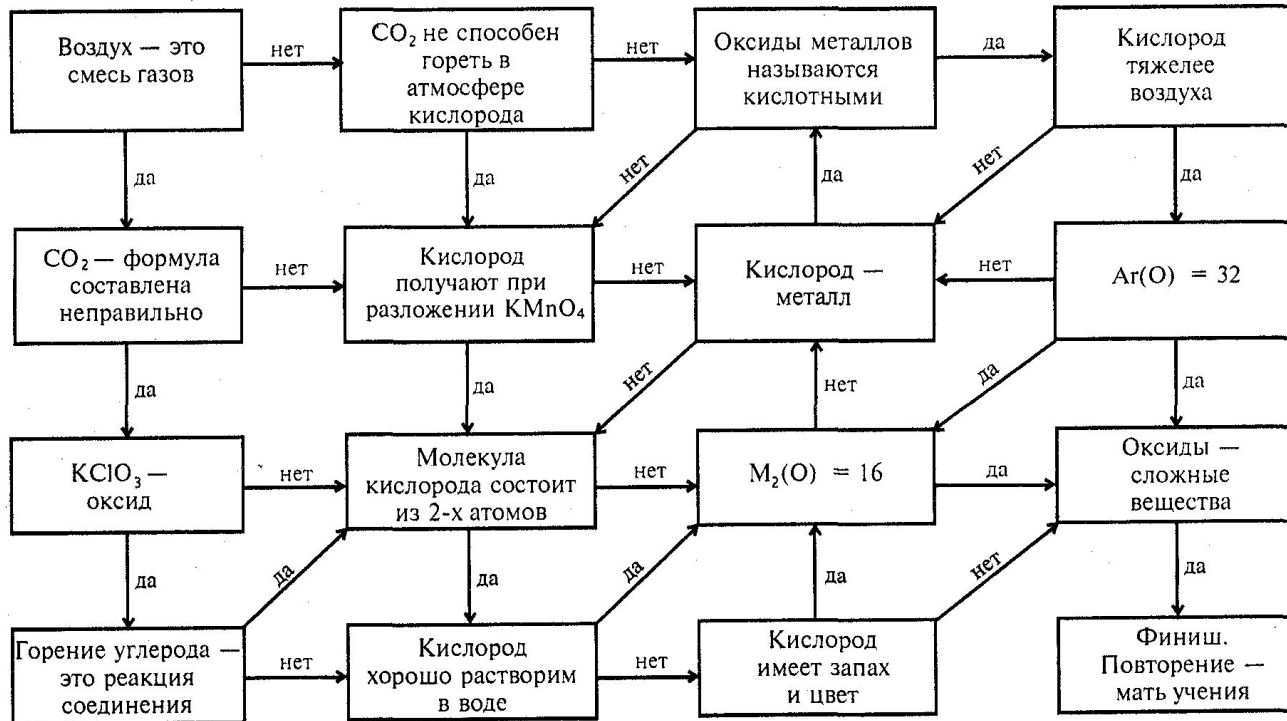 Воздух — это
смесь газов
нет
CO₂ не способен
гореть в
атмосфере
кислорода
нет
Оксиды металлов
называются
кислотными
да
Кислород
тяжелее
воздуха
да
да
нет
да
нет
да
CO₂ — формула
составлена
неправильно
нет
Кислород
получают при
разложении KMnO₄
нет
Кислород —
металл
нет
Ar(O) = 32
да
да
нет
нет
да
да
KClO₃ —
оксид
нет
Молекула
кислорода состоит
из 2-х атомов
нет
M₂(O) = 16
да
Оксиды —
сложные
вещества
да
да
да
да
да
нет
да
Горение углерода —
это реакция
соединения
нет
Кислород
хорошо растворим
в воде
нет
Кислород
имеет запах
и цвет
Финиш.
Повторение —
мать учения